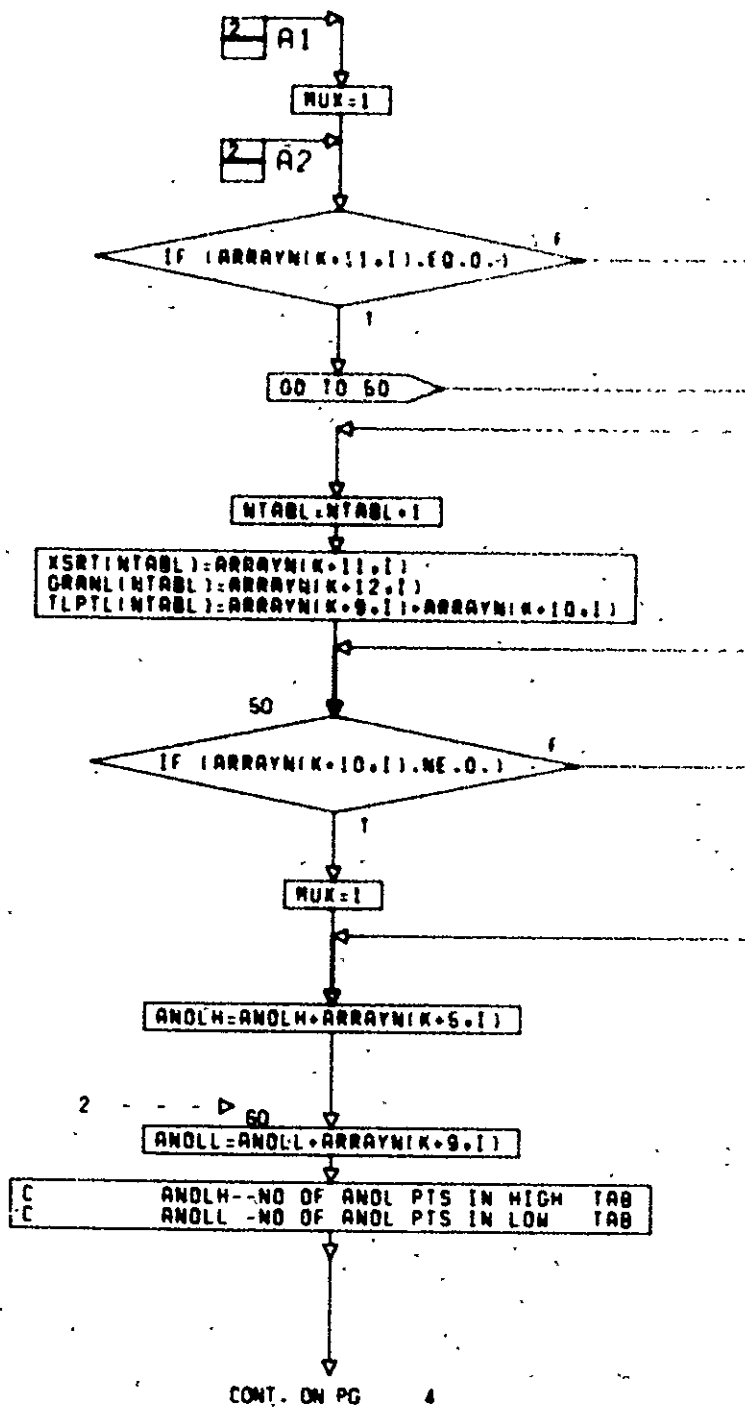 2 A1
MUX=1
2 A2
IF (ARRAYN(K+11,I).EQ.0.)
F
T
GO TO 50
NTABL=NTABL+1
XSRT(NTABL)=ARRAYN(K+11,I)
GRANL(NTABL)=ARRAYN(K+12,I)
TLPTL(NTABL)=ARRAYN(K+9,I)+ARRAYN(K+10,I)
50
IF (ARRAYN(K+10,I).NE.0.)
F
T
MUX=1
ANOLH=ANOLH+ARRAYN(K+5,I)
2 - - -
60
ANOLL=ANOLL+ARRAYN(K+9,I)
C ANOLH--NO OF ANOL PTS IN HIGH TAB
C ANOLL -NO OF ANOL PTS IN LOW TAB
CONT. ON PG 4